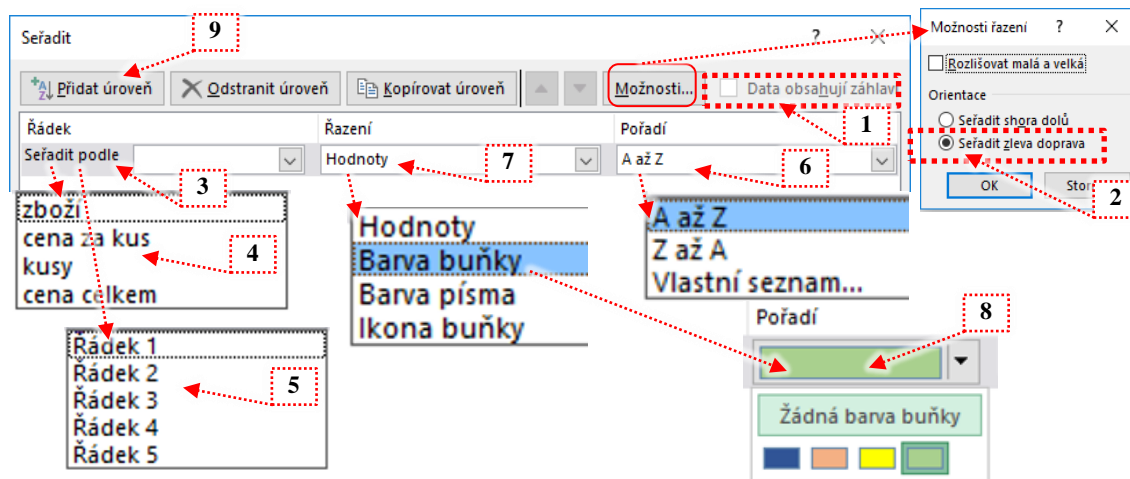 9
Seřadit ? ×
Přidat úroveň Odstranit úroveň Kopírovat úroveň Možnosti... Data obsahují záhlaví
1
Řádek Řazení Pořadí
Seřadit podle Hodnoty A až Z
3
7
6
zboží
cena za kus
kusy
cena celkem
4
Řádek 1
Řádek 2
Řádek 3
Řádek 4
Řádek 5
5
Hodnoty
Barva buňky
Barva písma
Ikona buňky
A až Z
Z až A
Vlastní seznam...
Pořadí
8
Žádná barva buňky
Možnosti řazení ? ×
Rozlišovat malá a velká
Orientace
Seřadit shora dolů
Seřadit zleva doprava
OK Stor
2